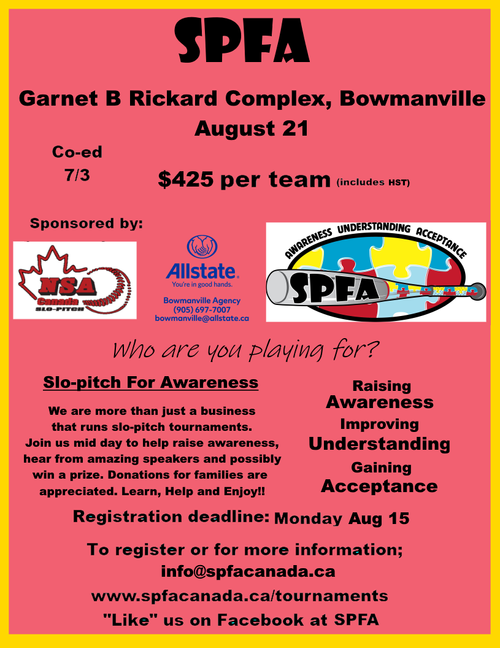 SPFA
Garnet B Rickard Complex, Bowmanville
August 21
Co-ed
7/3
$425 per team (includes HST)
Sponsored by:
NSA
Canada
SLO-PITCH
Allstate.
You're in good hands.
Bowmanville Agency
(905) 697-7007
bowmanville@allstate.ca
AWARENESS UNDERSTANDING ACCEPTANCE
SPFA
Who are you playing for?
Slo-pitch For Awareness
We are more than just a business
that runs slo-pitch tournaments.
Join us mid day to help raise awareness,
hear from amazing speakers and possibly
win a prize. Donations for families are
appreciated. Learn, Help and Enjoy!!
Raising
Awareness
Improving
Understanding
Gaining
Acceptance
Registration deadline: Monday Aug 15
To register or for more information;
info@spfacanada.ca
www.spfacanada.ca/tournaments
"Like" us on Facebook at SPFA